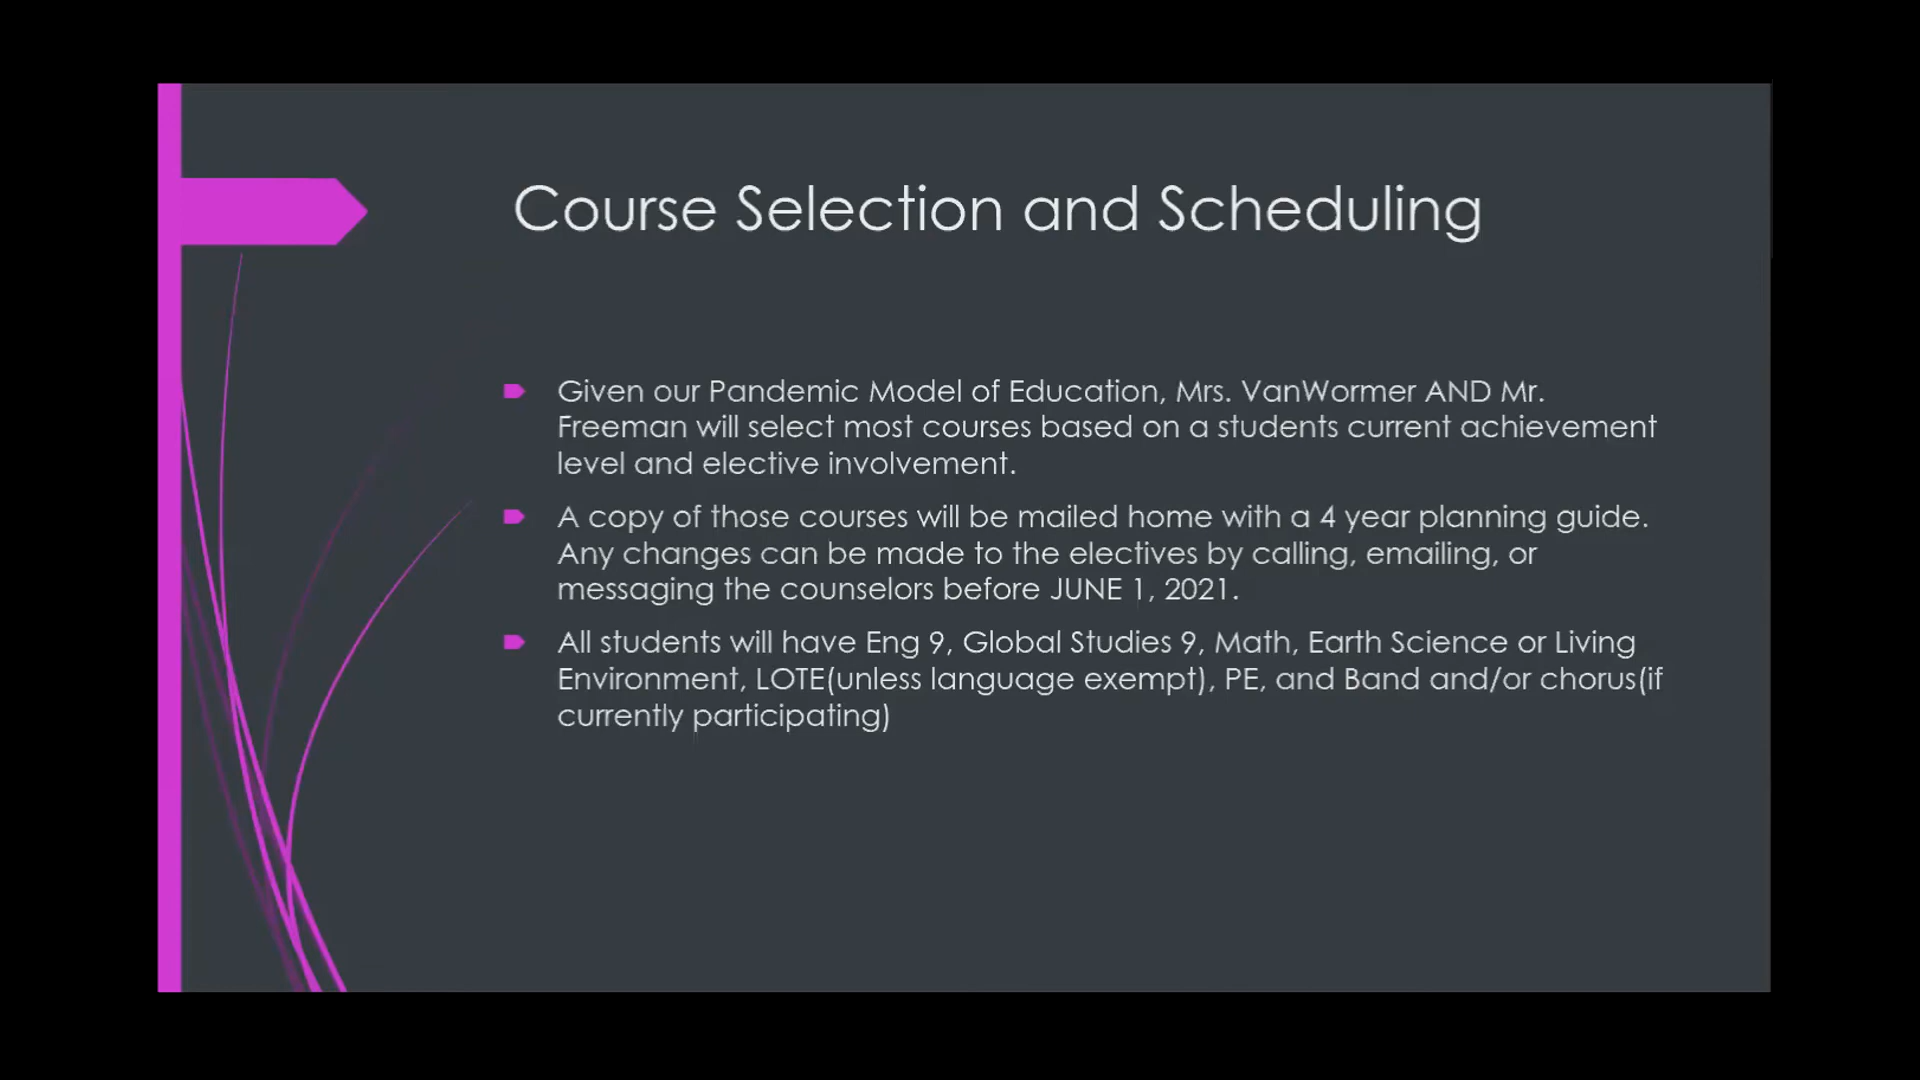 Course Selection and Scheduling
Given our Pandemic Model of Education, Mrs. VanWormer AND Mr.
Freeman will select most courses based on a students current achievement
level and elective involvement.
A copy of those courses will be mailed home with a 4 year planning guide.
Any changes can be made to the electives by calling, emailing, or
messaging the counselors before JUNE 1, 2021.
All students will have Eng 9, Global Studies 9, Math, Earth Science or Living
Environment, LOTE(unless language exempt), PE, and Band and/or chorus(if
currently participating)